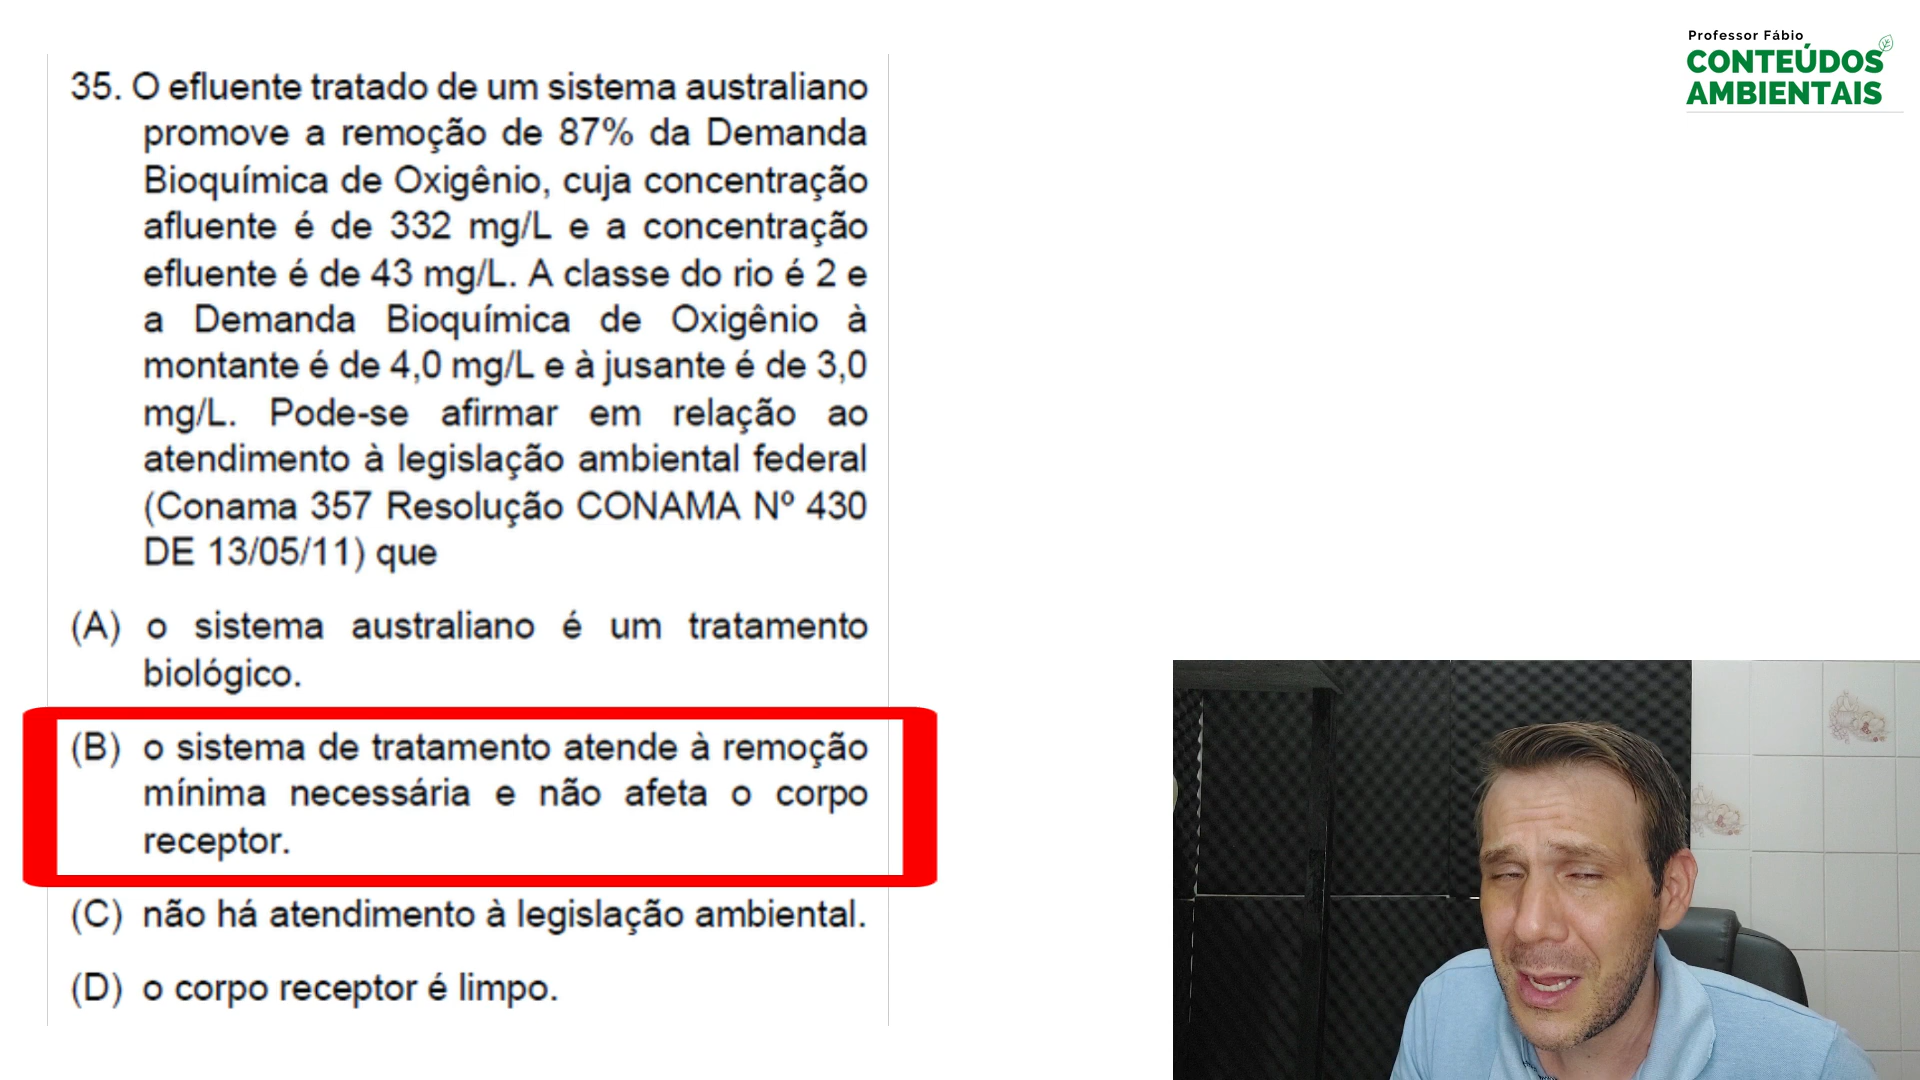 Professor Fábio
CONTEÚDOS
AMBIENTAIS
35. O efluente tratado de um sistema australiano
promove a remoção de 87% da Demanda
Bioquímica de Oxigênio, cuja concentração
afluente é de 332 mg/L e a concentração
efluente é de 43 mg/L. A classe do rio é 2 e
a Demanda Bioquímica de Oxigênio à
montante é de 4,0 mg/L e à jusante é de 3,0
mg/L. Pode-se afirmar em relação ao
atendimento à legislação ambiental federal
(Conama 357 Resolução CONAMA Nº 430
DE 13/05/11) que
(A) o sistema australiano é um tratamento
biológico.
(B) o sistema de tratamento atende à remoção
mínima necessária e não afeta o corpo
receptor.
(C) não há atendimento à legislação ambiental.
(D) o corpo receptor é limpo.